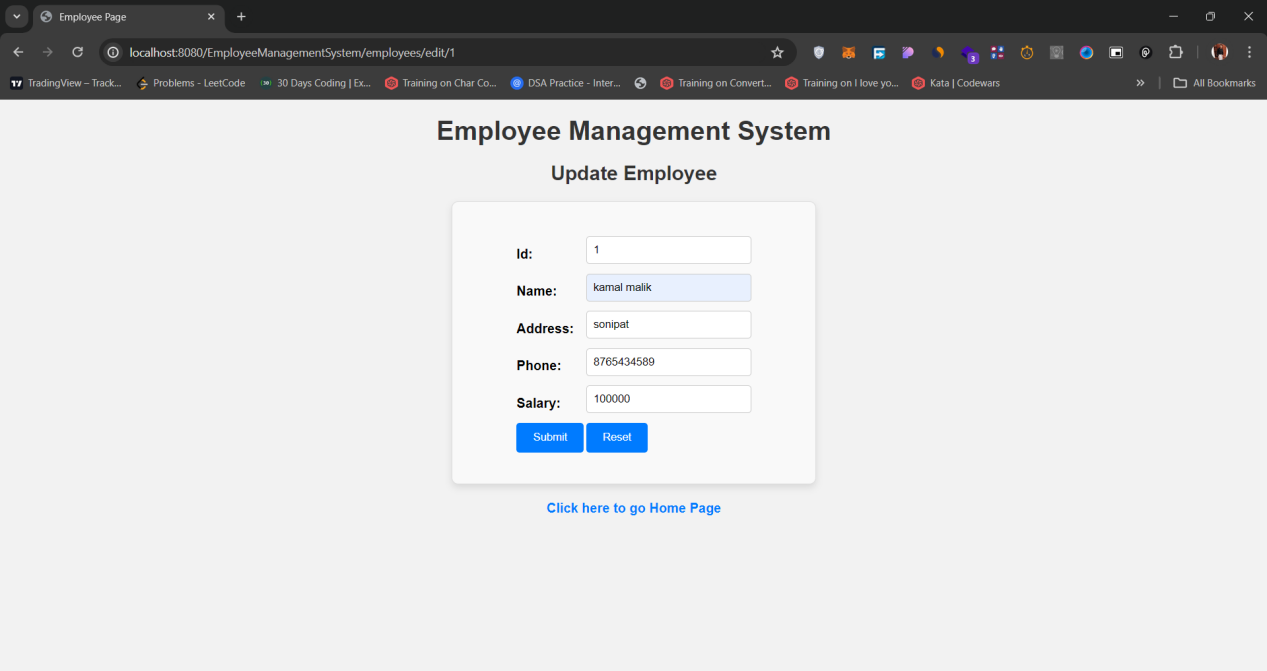 Employee Page
localhost:8080/EmployeeManagementSystem/employees/edit/1
3
TradingView – Track...
Problems - LeetCode
30 Days Coding | Ex...
Training on Char Co...
DSA Practice - Inter...
Training on Convert...
Training on I love yo...
Kata | Codewars
All Bookmarks
Employee Management System
Update Employee
Id: 1
Name: kamal malik
Address: sonipat
Phone: 8765434589
Salary: 100000
Submit Reset
Click here to go Home Page